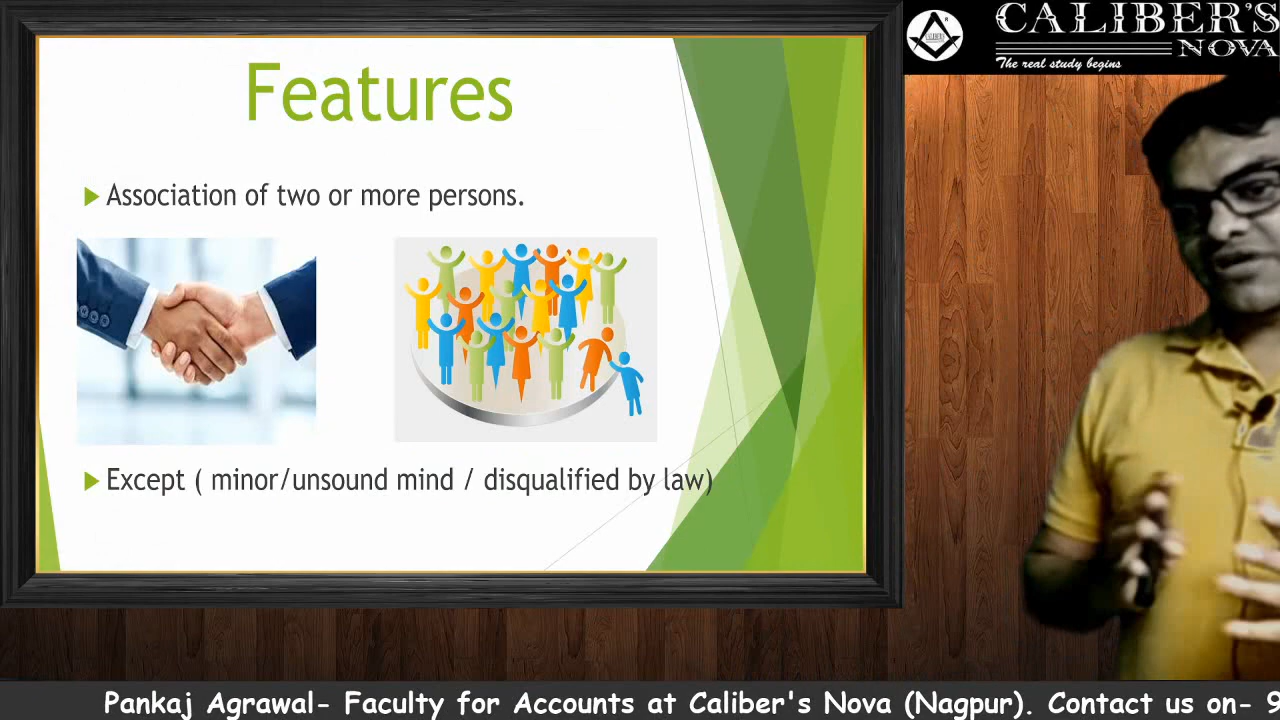 CALIBER'S
NOVA
The real study begins
Features
Association of two or more persons.
Except ( minor/unsound mind / disqualified by law)
Pankaj Agrawal- Faculty for Accounts at Caliber's Nova (Nagpur). Contact us on- 9